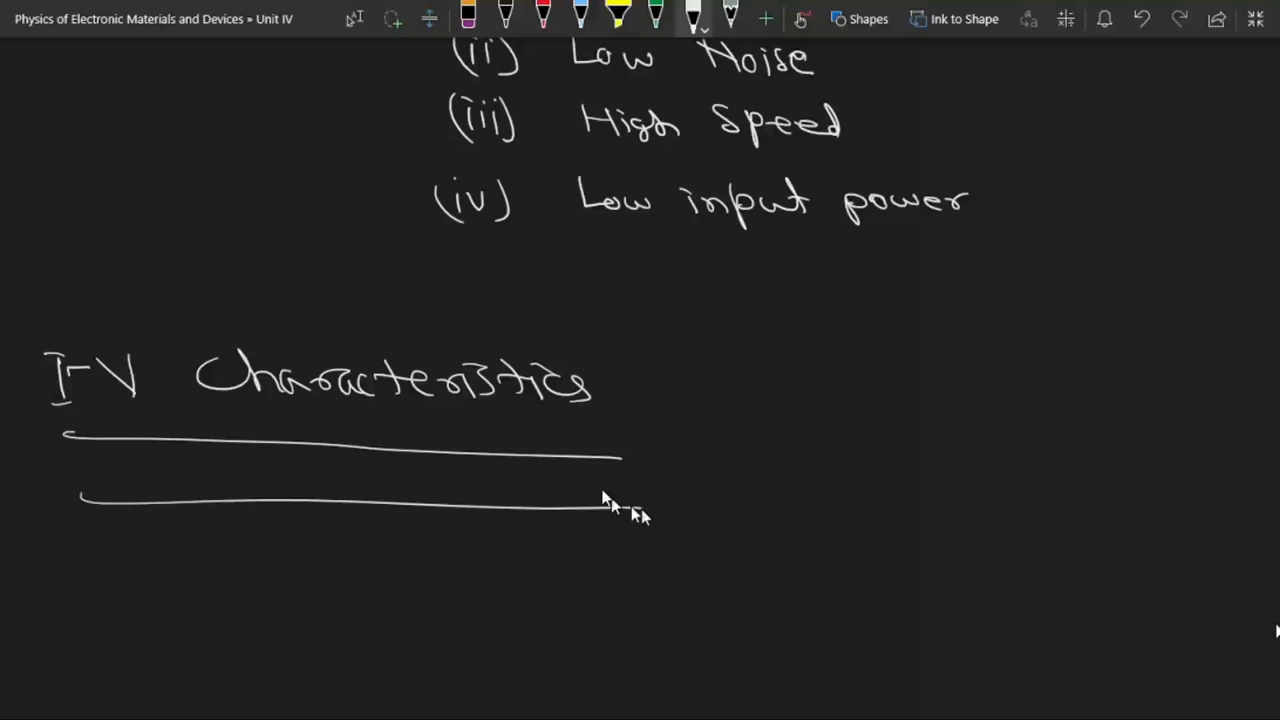 Physics of Electronic Materials and Devices » Unit IV
Shapes
Ink to Shape
(ii) Low Noise
(iii) High Speed
(iv) Low input power
I-V Characteristics